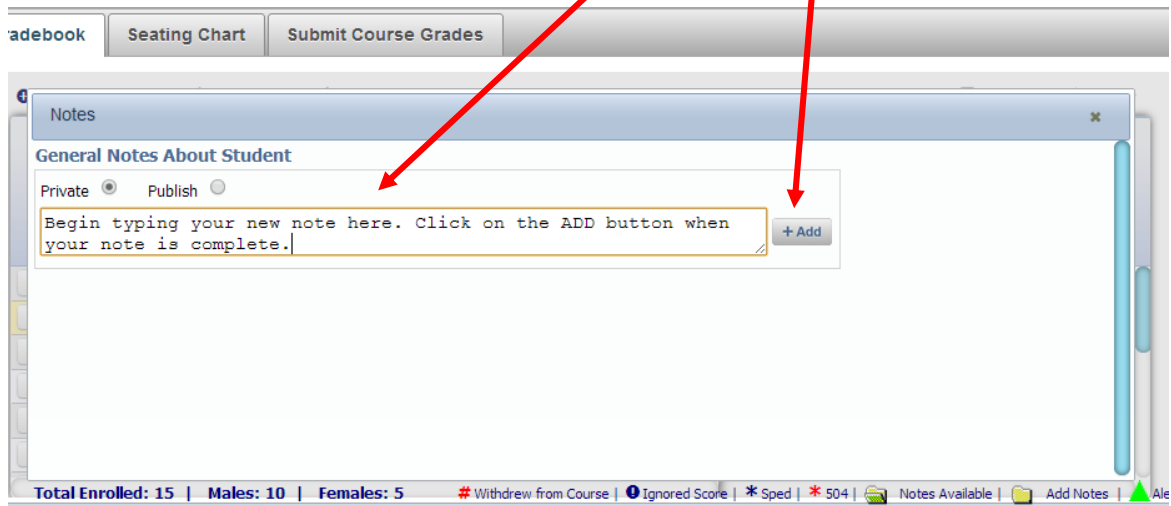 adebook Seating Chart Submit Course Grades
Notes
General Notes About Student
Private Publish
Begin typing your new note here. Click on the ADD button when
your note is complete.
+ Add
Total Enrolled: 15 | Males: 10 | Females: 5 # Withdrew from Course | Ignored Score | * Sped | * 504 | Notes Available | Add Notes | Ale